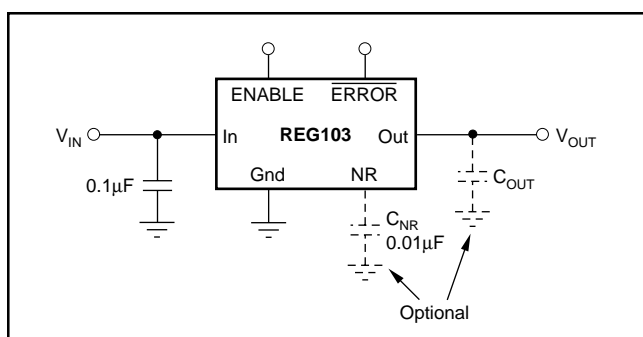 ENABLE ERROR
V_IN In REG103 Out V_OUT
0.1µF Gnd NR C_OUT
C_NR
0.01µF
Optional